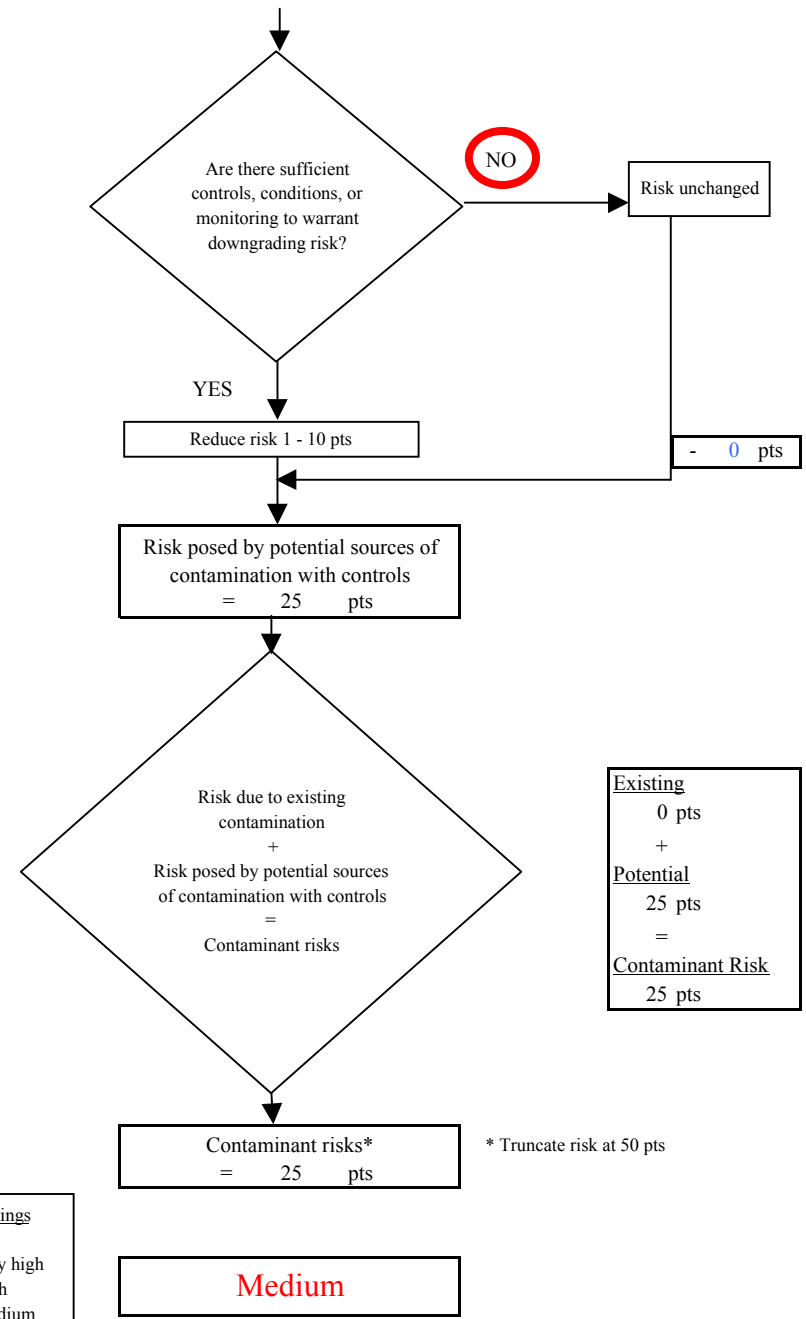 Are there sufficient
controls, conditions, or
monitoring to warrant
downgrading risk?
NO
Risk unchanged
YES
Reduce risk 1 - 10 pts
- 0 pts
Risk posed by potential sources of
contamination with controls
= 25 pts
Risk due to existing
contamination
+
Risk posed by potential sources
of contamination with controls
=
Contaminant risks
Existing
0 pts
+
Potential
25 pts
=
Contaminant Risk
25 pts
Contaminant risks*
= 25 pts
* Truncate risk at 50 pts
high
Medium